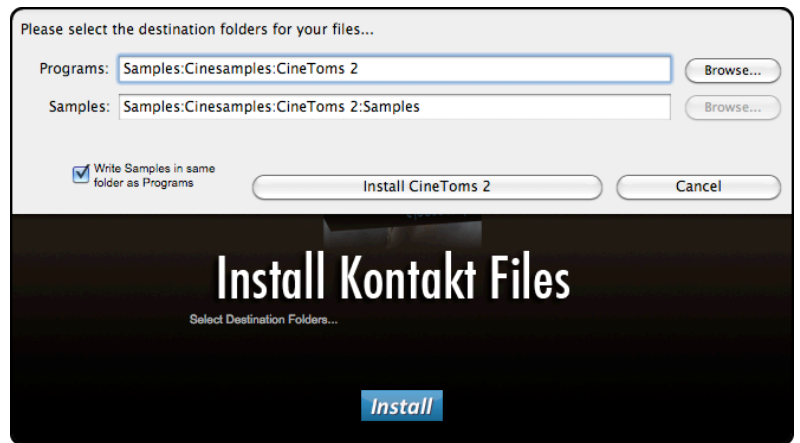 Please select the destination folders for your files...
Programs: Samples:Cinesamples:CineToms 2 Browse...
Samples: Samples:Cinesamples:CineToms 2:Samples Browse...
Write Samples in same
folder as Programs
Install CineToms 2 Cancel
Install Kontakt Files
Select Destination Folders...
Install